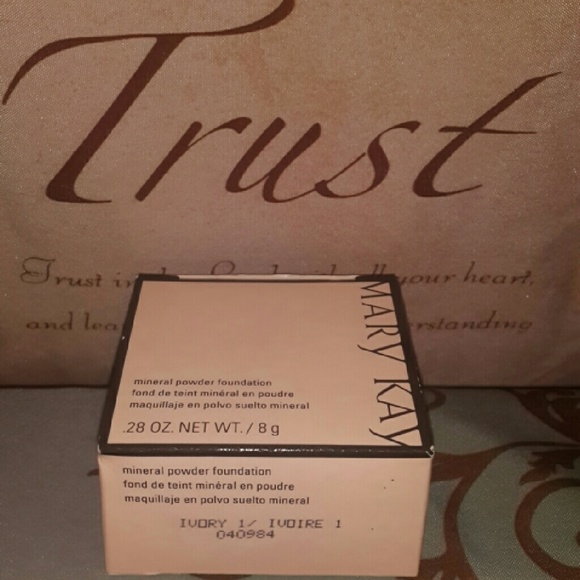 Trust
Trust in your heart,
and
MARY KAY
mineral powder foundation
fond de teint minéral en poudre
maquillaje en polvo suelto mineral
.28 OZ. NET WT. / 8 g
mineral powder foundation
fond de teint minéral en poudre
maquillaje en polvo suelto mineral
IVORY 1/ IVOIRE 1
040984